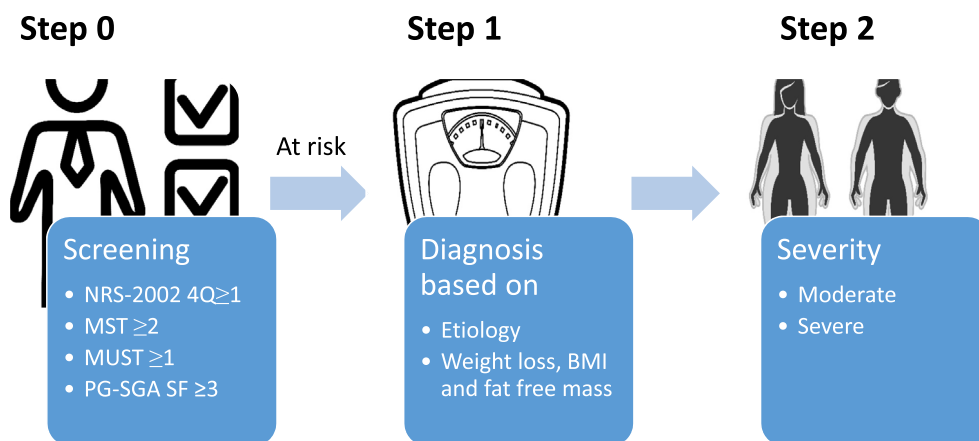 Step 0
Step 1
Step 2
At risk
Screening
• NRS-2002 4Q≥1
• MST ≥2
• MUST ≥1
• PG-SGA SF ≥3
Diagnosis
based on
• Etiology
• Weight loss, BMI
and fat free mass
Severity
• Moderate
• Severe